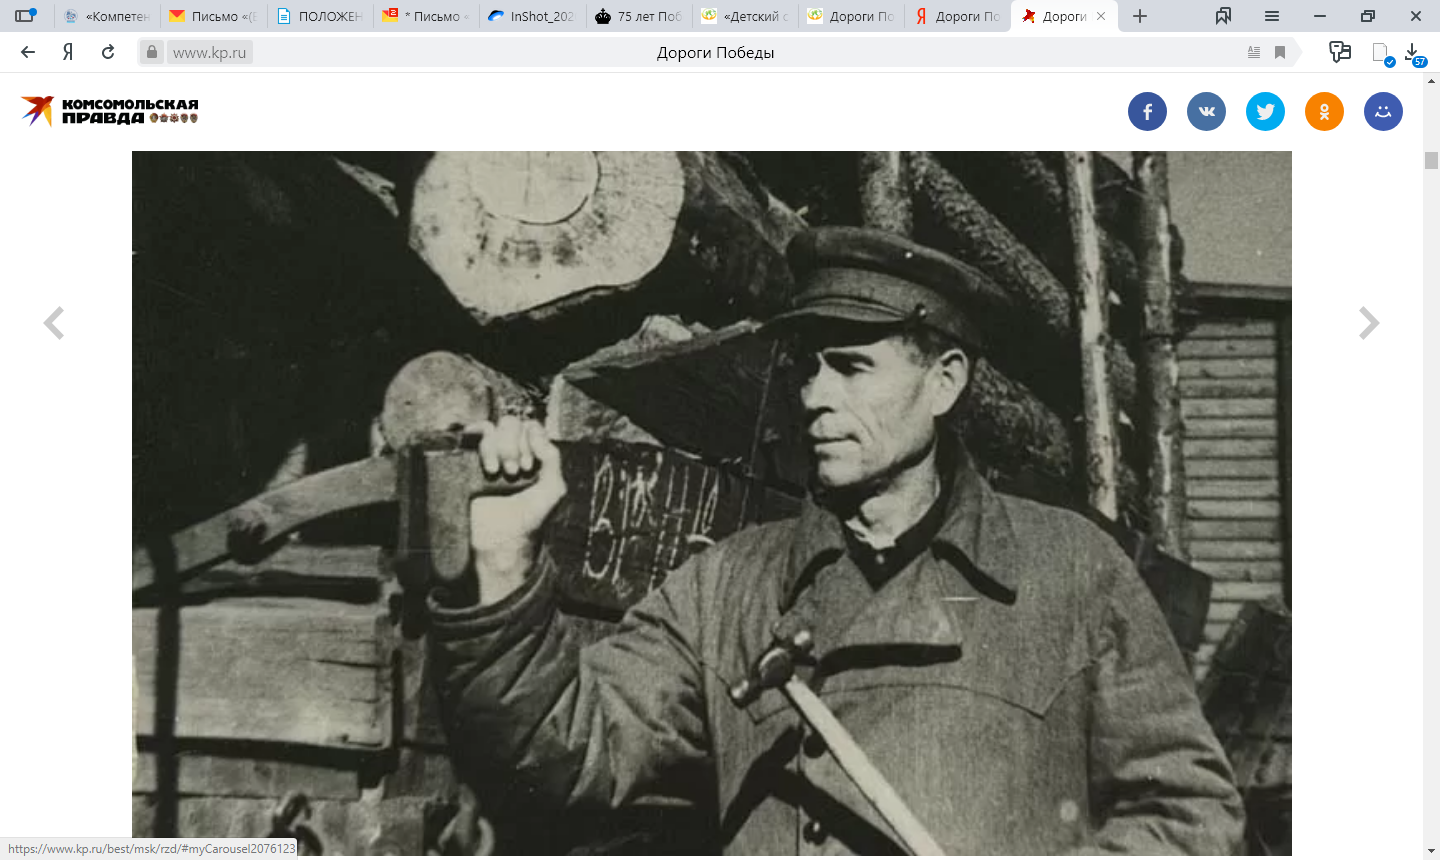 «Компетен
Письмо «(Е
ПОЛОЖЕН
* Письмо «
InShot_202
75 лет Поб
«Детский с
Дороги По
Дороги По
Дороги
www.kp.ru
Дороги Победы
57
КОМСОМОЛЬСКАЯ
ПРАВДА
https://www.kp.ru/best/msk/rzd/#myCarousel2076123